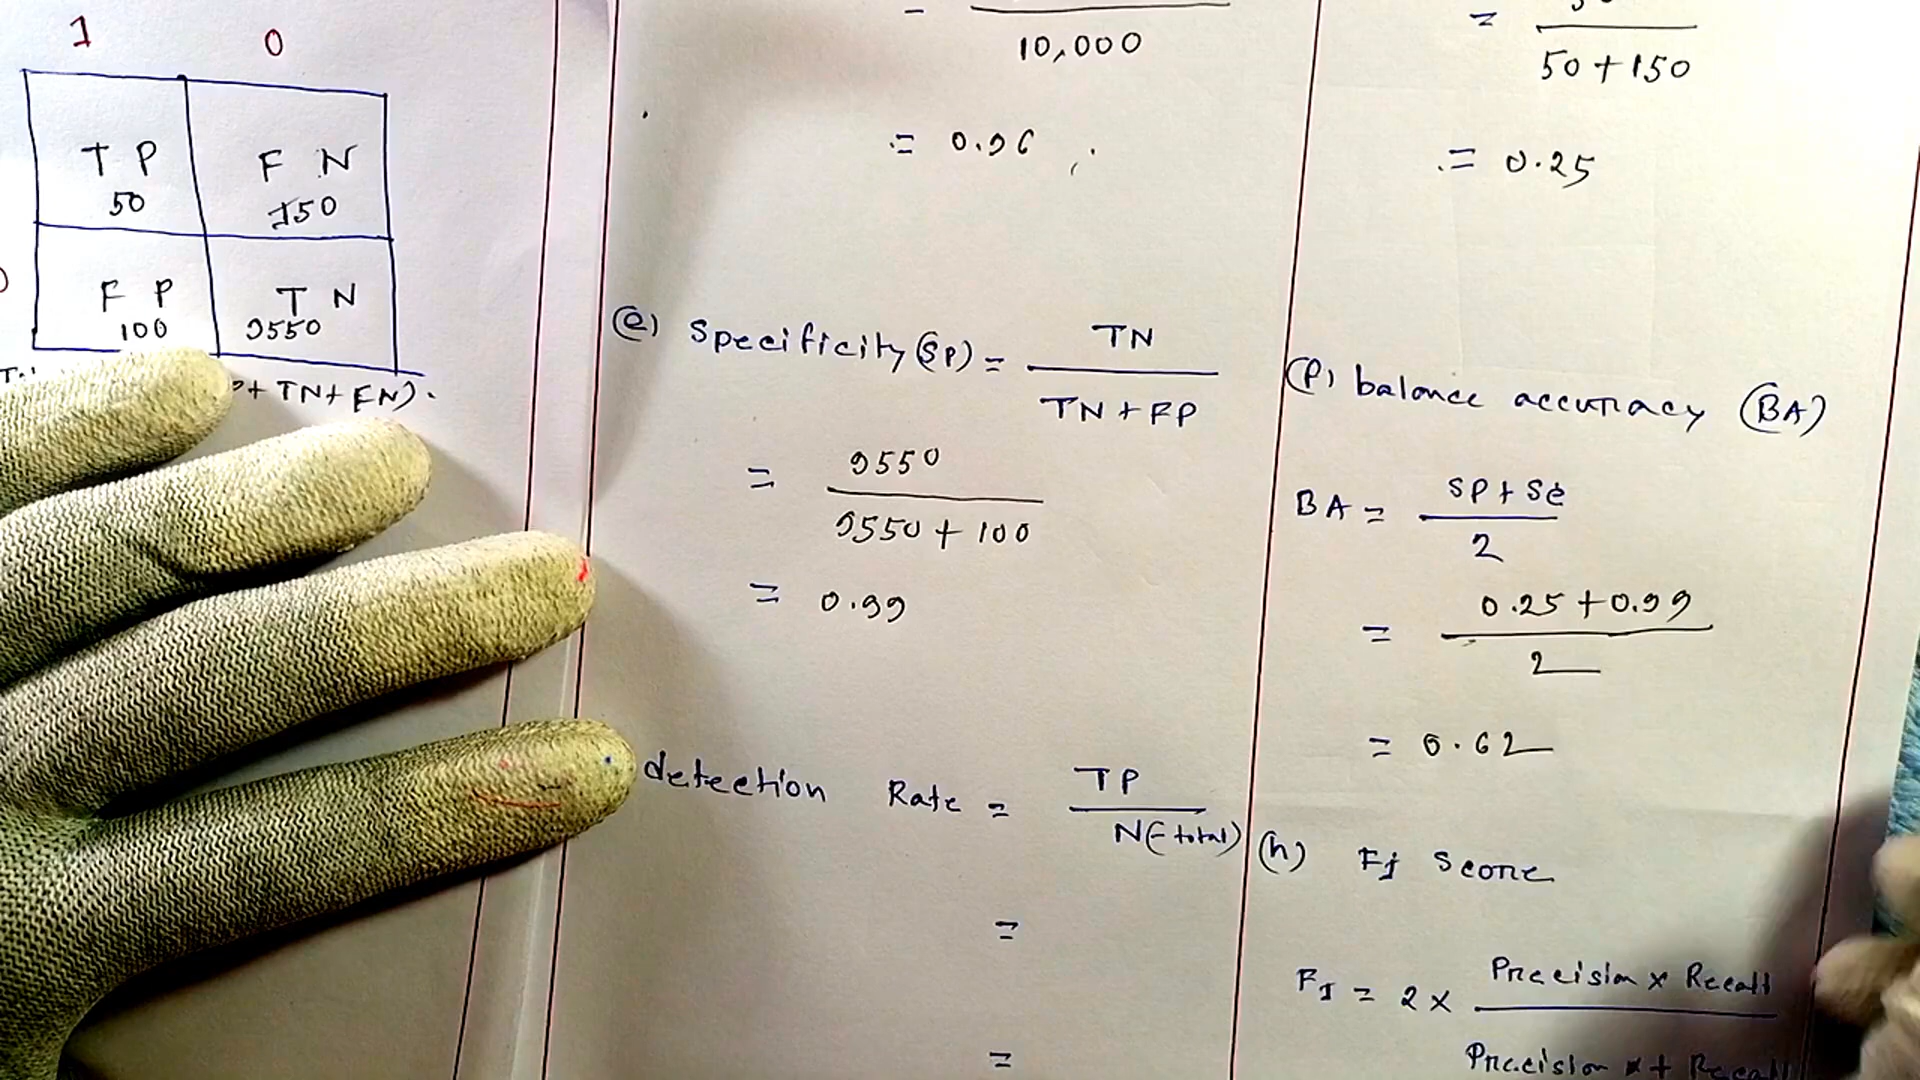 1 0
T P F N
50 150
F P T N
100 9550
+ TN + FN).
10,000
= 0.96
(e) Specificity (SP) = TN
TN + FP
= 9550
9550 + 100
= 0.99
detection Rate = TP
N(-total)
=
=
=
50 + 150
= 0.25
(f) balance accuracy (BA)
BA = SP + Se
2
= 0.25 + 0.99
2
= 0.62
(h) F1 Score
F1 = 2 x Precision x Recall
Precision + Recall